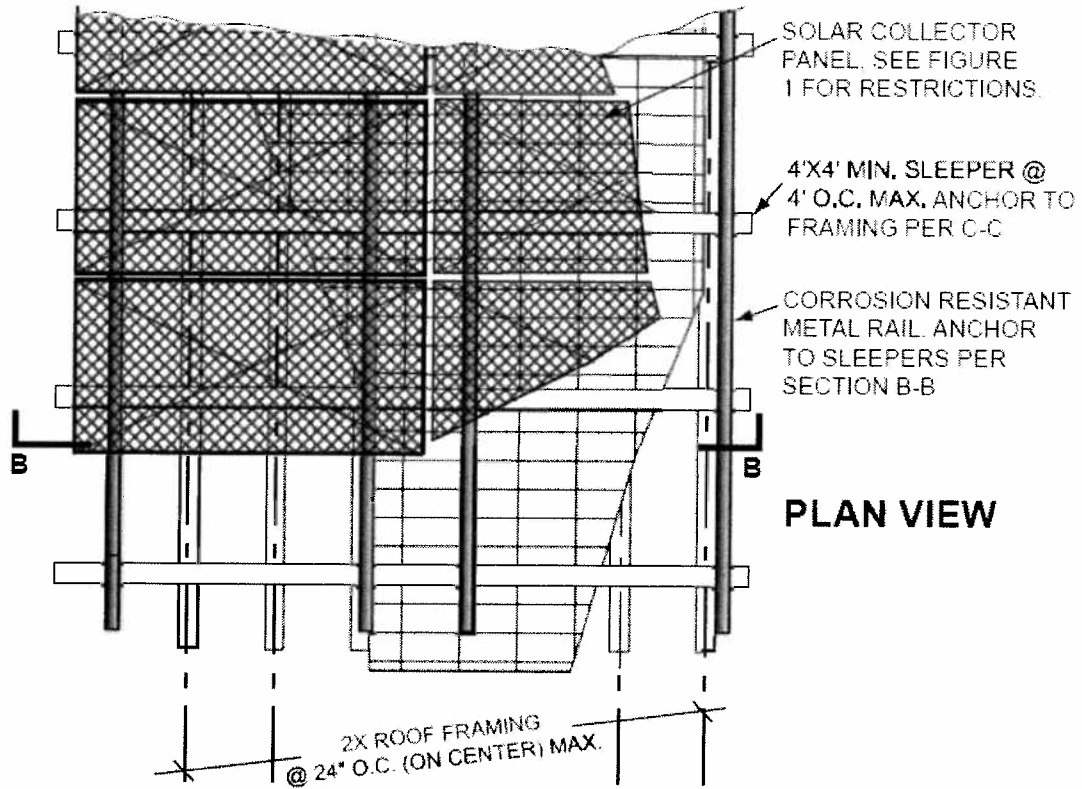 SOLAR COLLECTOR
PANEL. SEE FIGURE
1 FOR RESTRICTIONS.
4'X4' MIN. SLEEPER @
4' O.C. MAX. ANCHOR TO
FRAMING PER C-C
CORROSION RESISTANT
METAL RAIL. ANCHOR
TO SLEEPERS PER
SECTION B-B
B
B
PLAN VIEW
2X ROOF FRAMING
@ 24" O.C. (ON CENTER) MAX.